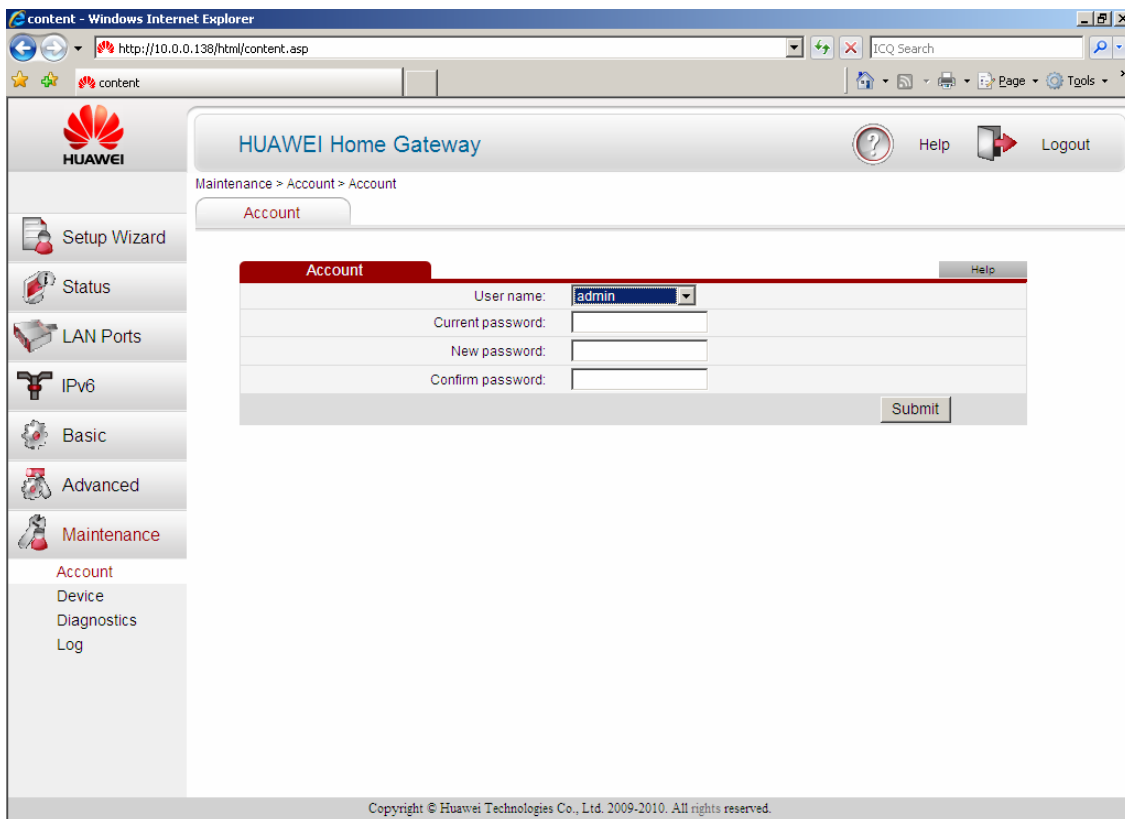 content - Windows Internet Explorer
http://10.0.0.138/html/content.asp
ICQ Search
content
Page
Tools
HUAWEI
HUAWEI Home Gateway
Help
Logout
Maintenance > Account > Account
Account
Setup Wizard
Status
LAN Ports
IPv6
Basic
Advanced
Maintenance
Account
Device
Diagnostics
Log
Account
Help
User name:
admin
Current password:
New password:
Confirm password:
Submit
Copyright © Huawei Technologies Co., Ltd. 2009-2010. All rights reserved.